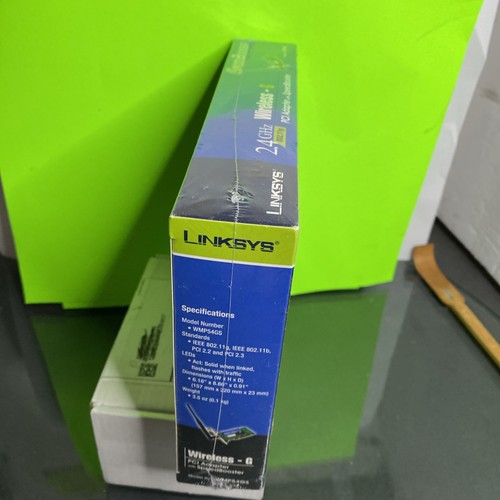 2.4GHz Wireless - G
PCI Adapter with SpeedBooster
LINKSYS®
LINKSYS®
Specifications
Model Number
• WMP54GS
Standards
• IEEE 802.11g, IEEE 802.11b,
PCI 2.2 and PCI 2.3
LEDs
• Act: Solid when linked,
flashes with traffic
Dimensions (W x H x D)
Weight
Wireless - G
PCI Adapter
with SpeedBooster
WMP54GS